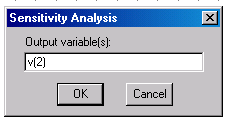 Sensitivity Analysis
Output variable(s):
v(2)
OK Cancel